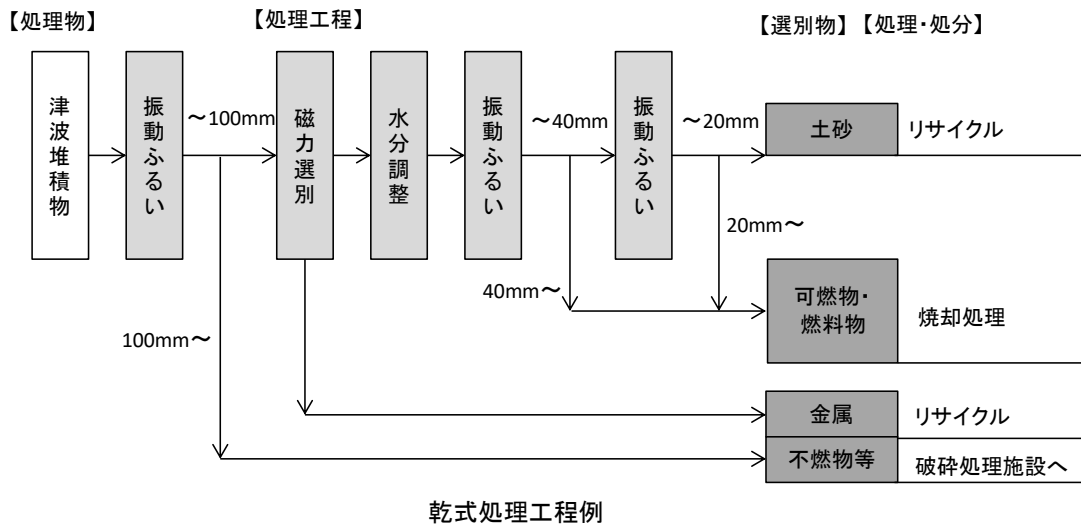 【処理物】
【処理工程】
【選別物】【処理・処分】
津波堆積物
振動ふるい
～100mm
磁力選別
水分調整
振動ふるい
～40mm
振動ふるい
～20mm
土砂
リサイクル
20mm～
40mm～
可燃物・
燃料物
焼却処理
100mm～
金属
リサイクル
不燃物等
破砕処理施設へ
乾式処理工程例